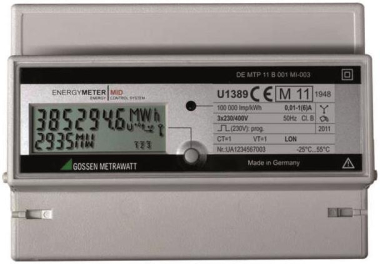 DE MTP 11 B 001 MI-003
ENERGYMETER MID
ENERGY CONTROL SYSTEM
U1389 CE M 11 1948
100 000 Imp/kWh 0,01-1(6)A
3x230/400V 50Hz Cl. B
(230V): prog. 2011
CT=1 VT=1 LON
Nr.:UA1234567003 -25°C...55°C
385294.6 MWh
2935
GOSSEN METRAWATT
Made in Germany